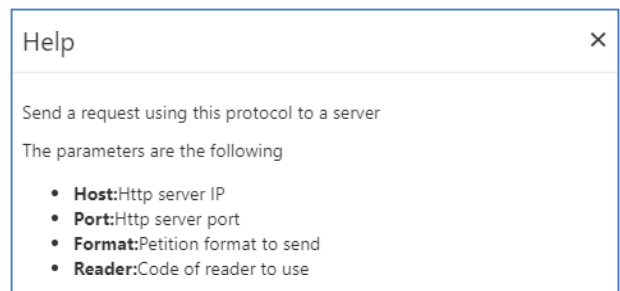 Help
Send a request using this protocol to a server
The parameters are the following
• Host:Http server IP
• Port:Http server port
• Format:Petition format to send
• Reader:Code of reader to use